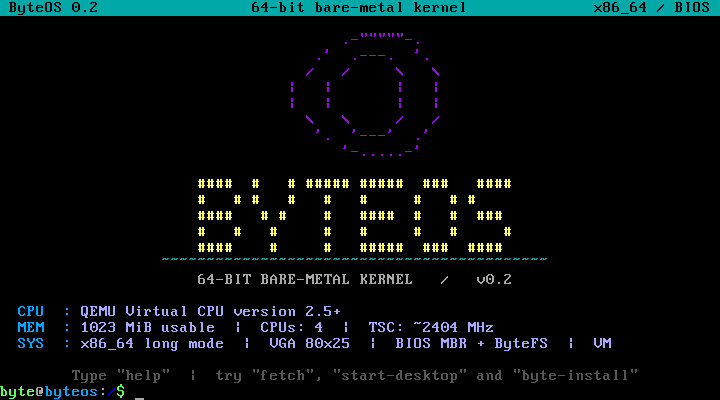 ByteOS 0.2 64-bit bare-metal kernel x86_64 / BIOS
BYTEOS
64-BIT BARE-METAL KERNEL / v0.2
CPU : QEMU Virtual CPU version 2.5+
MEM : 1023 MiB usable ¦ CPUs: 4 ¦ TSC: ~2404 MHz
SYS : x86_64 long mode ¦ VGA 80x25 ¦ BIOS MBR + ByteFS ¦ VM
Type "help" ¦ try "fetch", "start-desktop" and "byte-install"
byte@byteos:/$ _